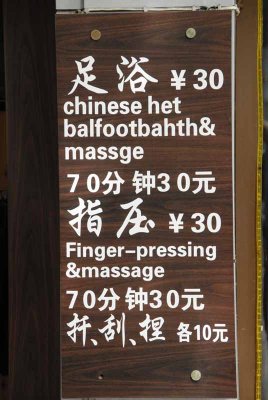 足浴 ¥30
chinese het
balfootbahth&
massge
70分钟30元
指压 ¥30
Finger-pressing
&massage
70分钟30元
扦、刮、捏 各10元